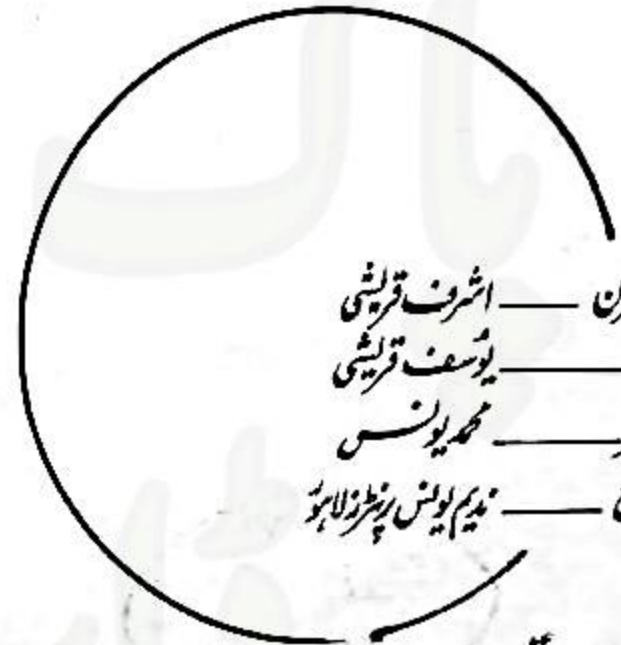 اشرف قریشی
یوسف قریشی
محمد یونس
ندیم یونس پرنٹرز لاہور